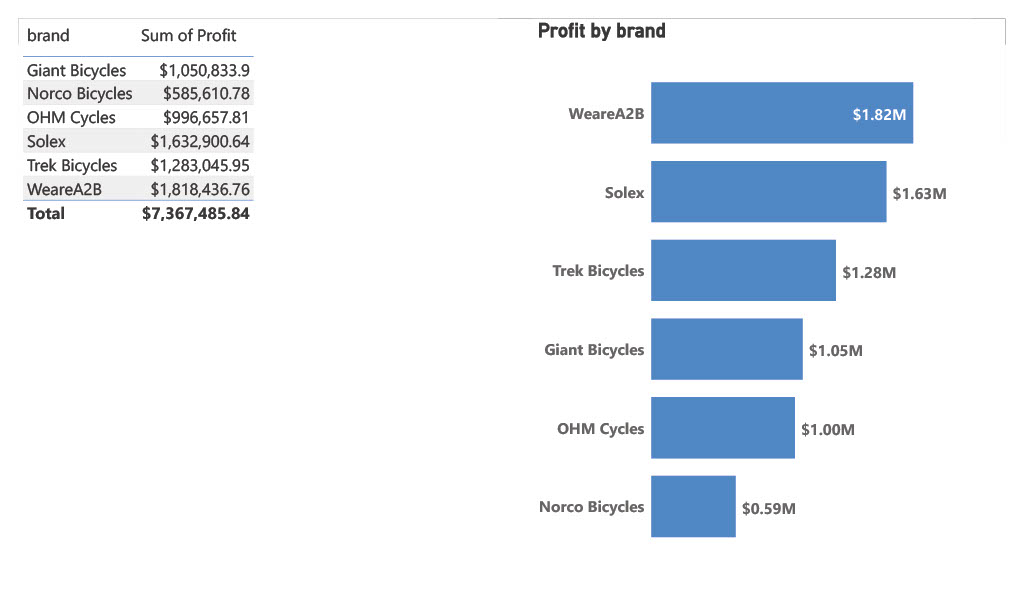 brand Sum of Profit
Giant Bicycles $1,050,833.9
Norco Bicycles $585,610.78
OHM Cycles $996,657.81
Solex $1,632,900.64
Trek Bicycles $1,283,045.95
WeareA2B $1,818,436.76
Total $7,367,485.84
Profit by brand
WeareA2B $1.82M
Solex $1.63M
Trek Bicycles $1.28M
Giant Bicycles $1.05M
OHM Cycles $1.00M
Norco Bicycles $0.59M